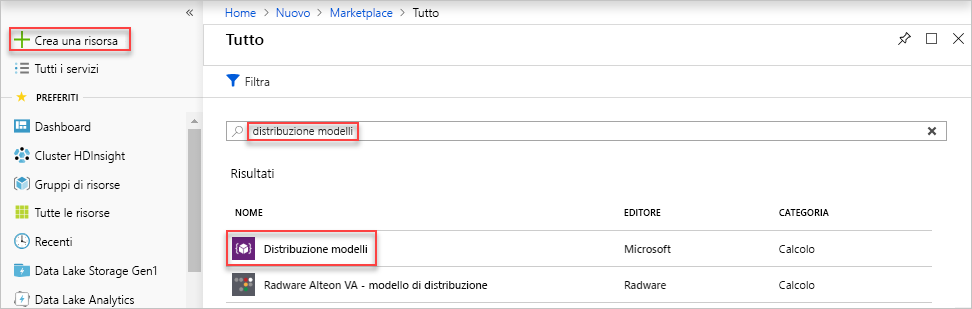 «
Crea una risorsa
Tutti i servizi
PREFERITI
Dashboard
Cluster HDInsight
Gruppi di risorse
Tutte le risorse
Recenti
Data Lake Storage Gen1
Data Lake Analytics
Home > Nuovo > Marketplace > Tutto
Tutto
Filtra
distribuzione modelli
Risultati
NOME EDITORE CATEGORIA
Distribuzione modelli Microsoft Calcolo
Radware Alteon VA - modello di distribuzione Radware Calcolo